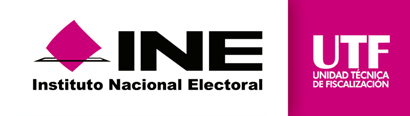 INE
Instituto Nacional Electoral
UTF
UNIDAD TÉCNICA
DE FISCALIZACIÓN